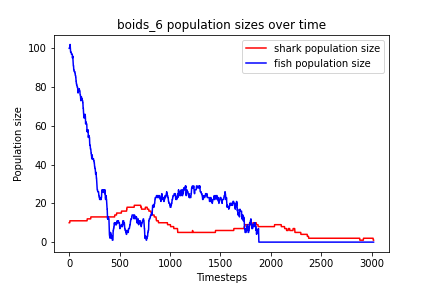 boids_6 population sizes over time
shark population size
fish population size
Population size
100
80
60
40
20
0
0
500
1000
1500
2000
2500
3000
Timesteps